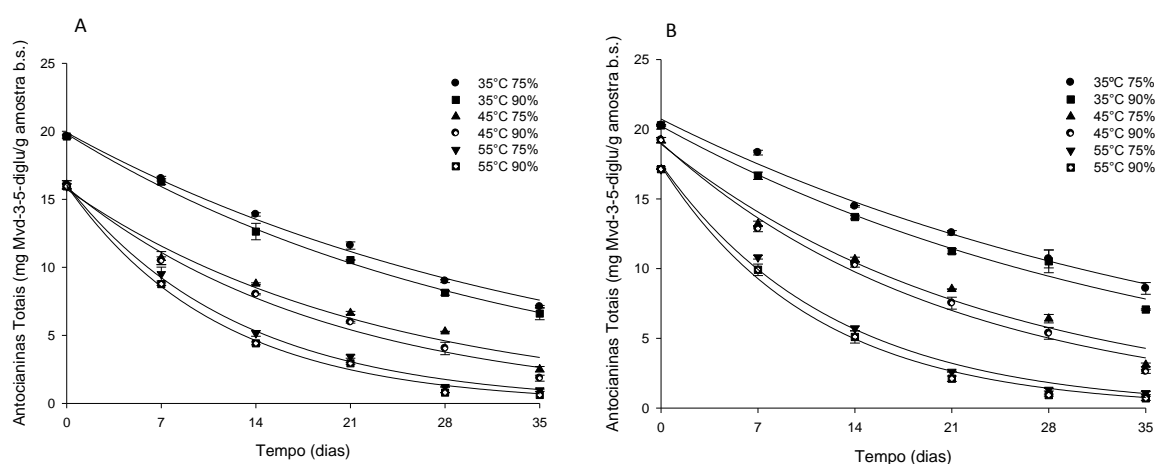 A
Antocianinas Totais (mg Mvd-3-5-diglu/g amostra b.s.)
25
20
15
10
5
0
0 7 14 21 28 35
Tempo (dias)
35°C 75%
35°C 90%
45°C 75%
45°C 90%
55°C 75%
55°C 90%
B
Antocianinas Totais (mg Mvd-3-5-diglu/g amostra b.s.)
25
20
15
10
5
0
0 7 14 21 28 35
Tempo (dias)
35ºC 75%
35°C 90%
45°C 75%
45°C 90%
55°C 75%
55°C 90%